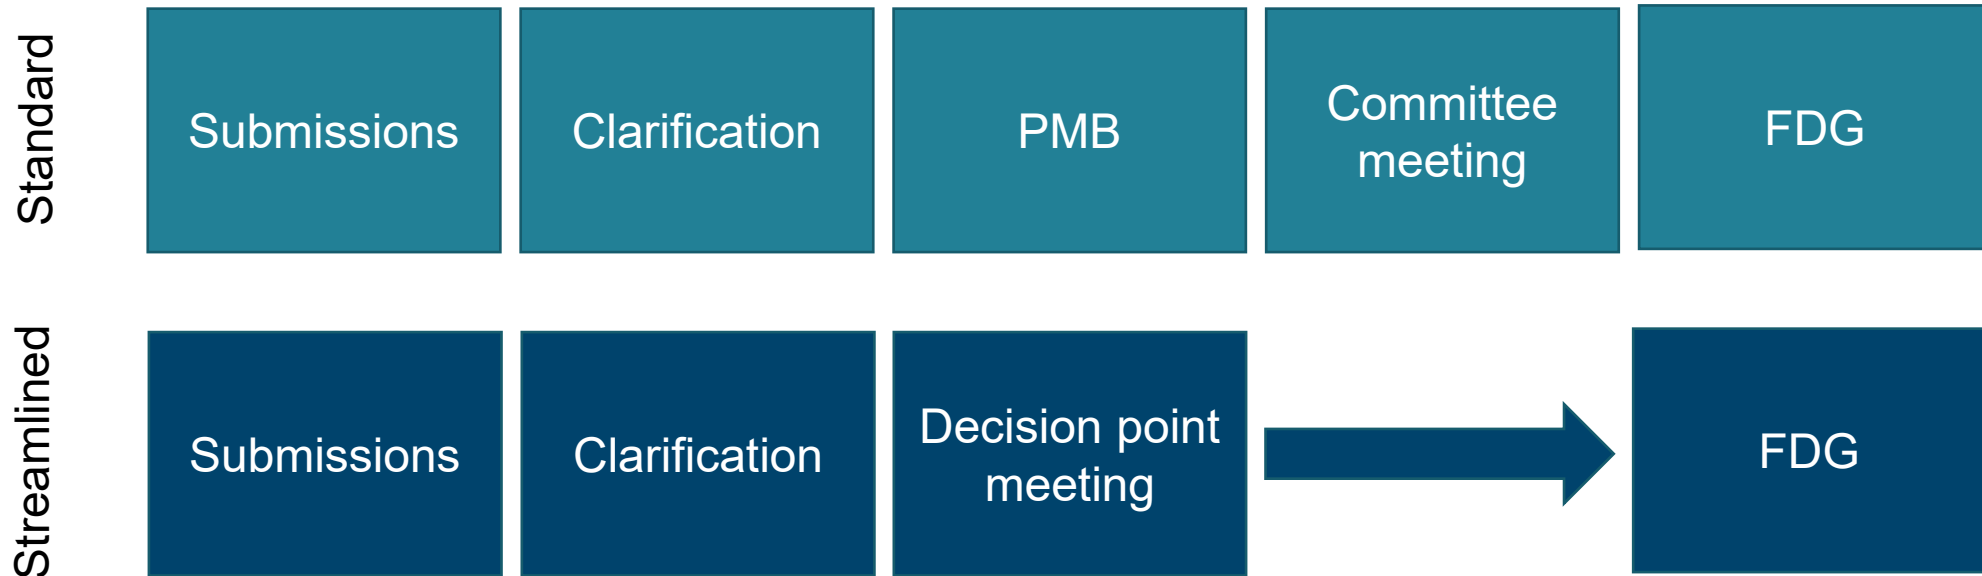 Standard
Submissions
Clarification
PMB
Committee
meeting
FDG
Streamlined
Submissions
Clarification
Decision point
meeting
FDG